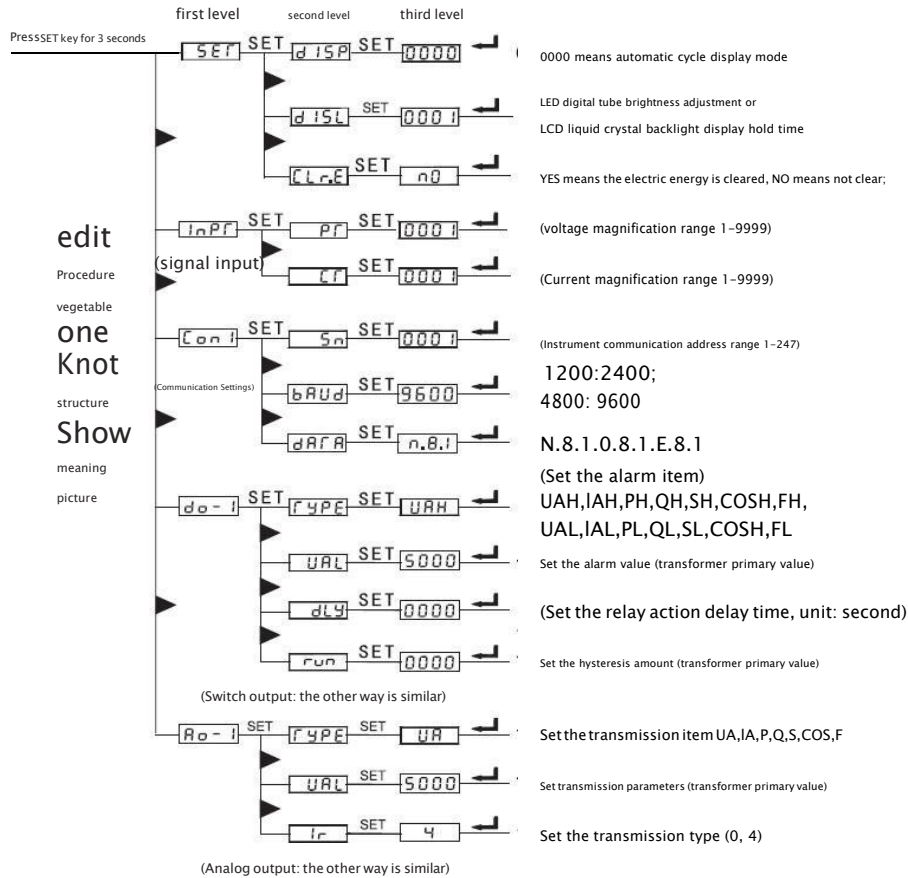 first level second level third level
PressSET key for 3 seconds
SET SET dISP SET 0000 0000 means automatic cycle display mode
LED digital tube brightness adjustment or
dISL SET 0001 LCD liquid crystal backlight display hold time
CLr.E SET n0 YES means the electric energy is cleared, NO means not clear;
InPT SET PT SET 0001 (voltage magnification range 1-9999)
(signal input)
CT SET 0001 (Current magnification range 1-9999)
edit
Procedure
vegetable
one
Knot
structure
Show
meaning
picture
Con1 SET Sn SET 0001 (Instrument communication address range 1-247)
(Communication Settings)
bAUd SET 9600 1200:2400;
4800: 9600
dATA SET n.8.1 N.8.1.0.8.1.E.8.1
(Set the alarm item)
do-1 SET TYPE SET UAH UAH,IAH,PH,QH,SH,COSH,FH,
UAL,IAL,PL,QL,SL,COSH,FL
UAL SET 5000 Set the alarm value (transformer primary value)
dLY SET 0000 (Set the relay action delay time, unit: second)
run SET 0000 Set the hysteresis amount (transformer primary value)
(Switch output: the other way is similar)
Ao-1 SET TYPE SET UA Set the transmission item UA,IA,P,Q,S,COS,F
UAL SET 5000 Set transmission parameters (transformer primary value)
Ir SET 4 Set the transmission type (0, 4)
(Analog output: the other way is similar)